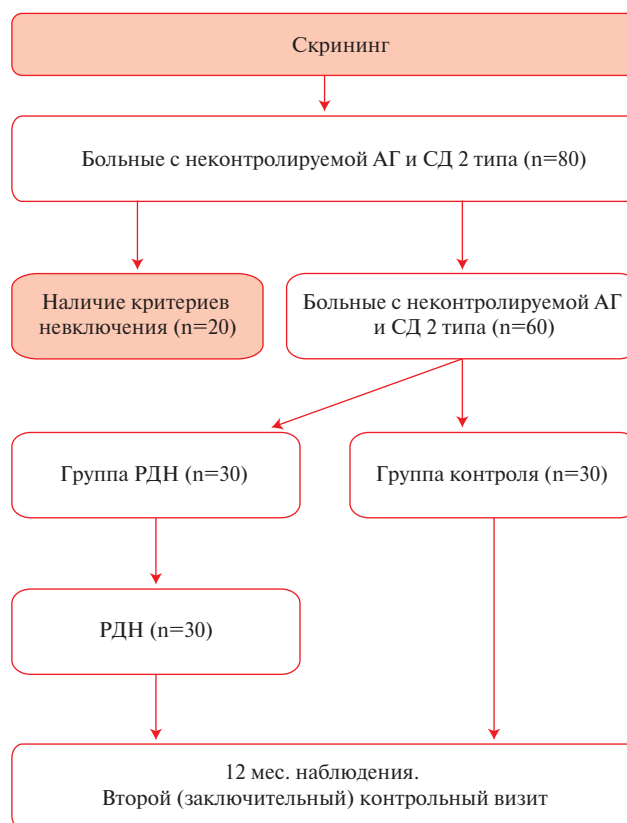 Скрининг
Больные с неконтролируемой АГ и СД 2 типа (n=80)
Наличие критериев
невключения (n=20)
Больные с неконтролируемой АГ
и СД 2 типа (n=60)
Группа РДН (n=30)
Группа контроля (n=30)
РДН (n=30)
12 мес. наблюдения.
Второй (заключительный) контрольный визит